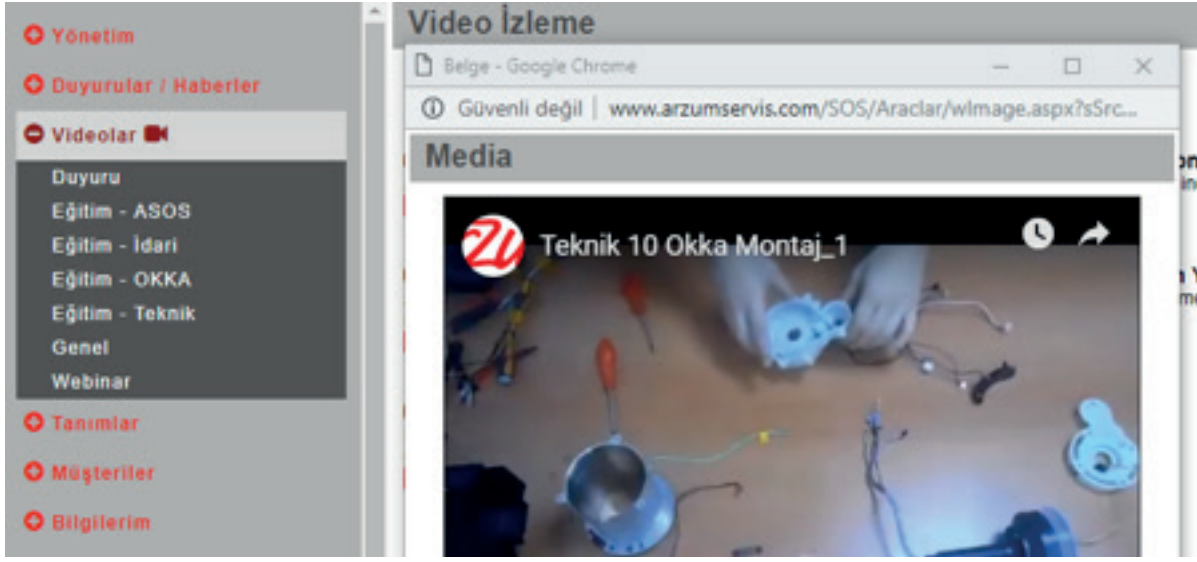 Yönetim
Duyurular / Haberler
Videolar
Duyuru
Eğitim - ASOS
Eğitim - İdari
Eğitim - OKKA
Eğitim - Teknik
Genel
Webinar
Tanımlar
Müşteriler
Bilgilerim
Video İzleme
Belge - Google Chrome
Güvenli değil | www.arzumservis.com/SOS/Araclar/wImage.aspx?sSrc...
Media
Teknik 10 Okka Montaj_1